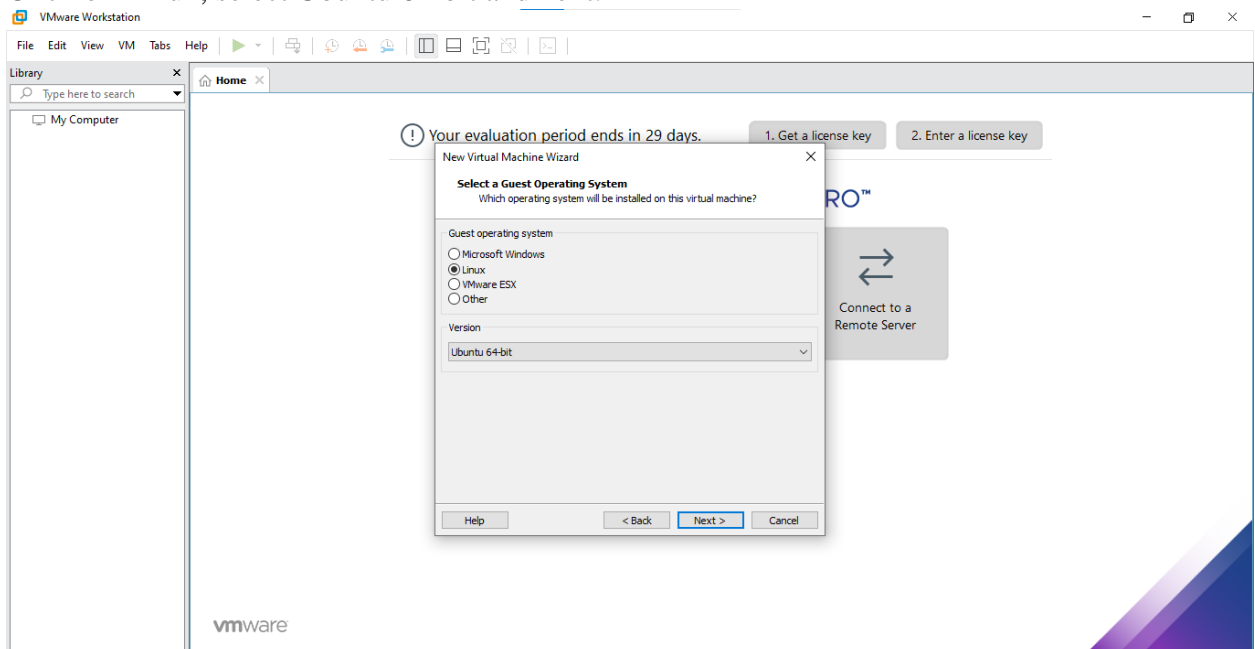 VMware Workstation
File Edit View VM Tabs Help
Library
Type here to search
My Computer
Home
Your evaluation period ends in 29 days.
1. Get a license key
2. Enter a license key
New Virtual Machine Wizard
Select a Guest Operating System
Which operating system will be installed on this virtual machine?
RO™
Guest operating system
Microsoft Windows
Linux
VMware ESX
Other
Version
Ubuntu 64-bit
Connect to a
Remote Server
Help
< Back
Next >
Cancel
vmware